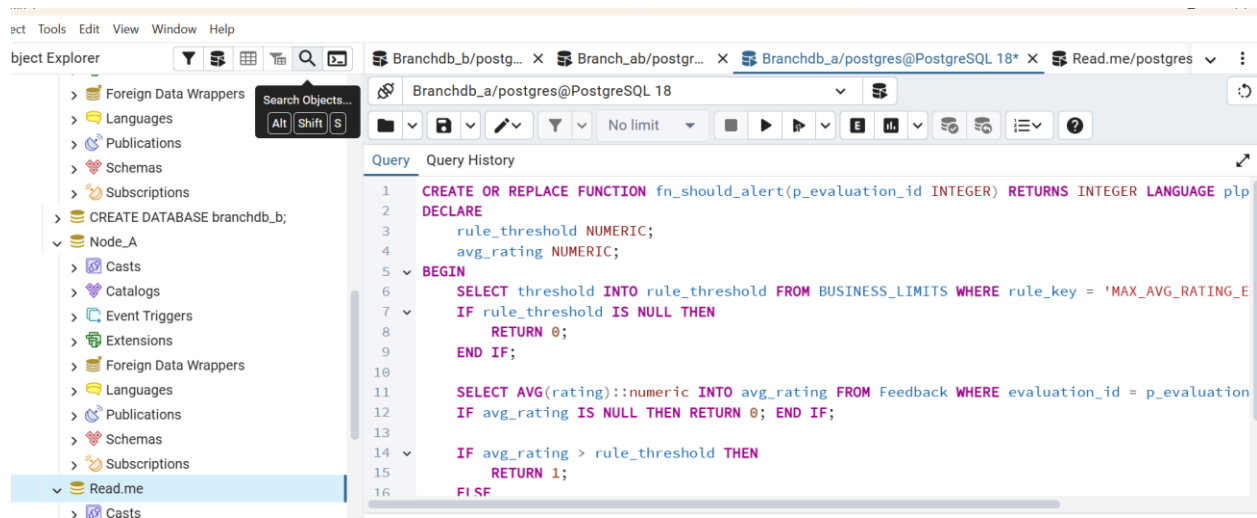 ect Tools Edit View Window Help
bject Explorer
Foreign Data Wrappers
Languages
Publications
Schemas
Subscriptions
CREATE DATABASE branchdb_b;
Node_A
Casts
Catalogs
Event Triggers
Extensions
Foreign Data Wrappers
Languages
Publications
Schemas
Subscriptions
Read.me
Casts
Search Objects...
Alt Shift S
Branchdb_b/postg... Branch_ab/postgr... Branchdb_a/postgres@PostgreSQL 18* Read.me/postgres
Branchdb_a/postgres@PostgreSQL 18
No limit
E
Query Query History
1 CREATE OR REPLACE FUNCTION fn_should_alert(p_evaluation_id INTEGER) RETURNS INTEGER LANGUAGE plp
2 DECLARE
3 rule_threshold NUMERIC;
4 avg_rating NUMERIC;
5 BEGIN
6 SELECT threshold INTO rule_threshold FROM BUSINESS_LIMITS WHERE rule_key = 'MAX_AVG_RATING_E
7 IF rule_threshold IS NULL THEN
8 RETURN 0;
9 END IF;
10
11 SELECT AVG(rating)::numeric INTO avg_rating FROM Feedback WHERE evaluation_id = p_evaluation
12 IF avg_rating IS NULL THEN RETURN 0; END IF;
13
14 IF avg_rating > rule_threshold THEN
15 RETURN 1;
16 ELSE